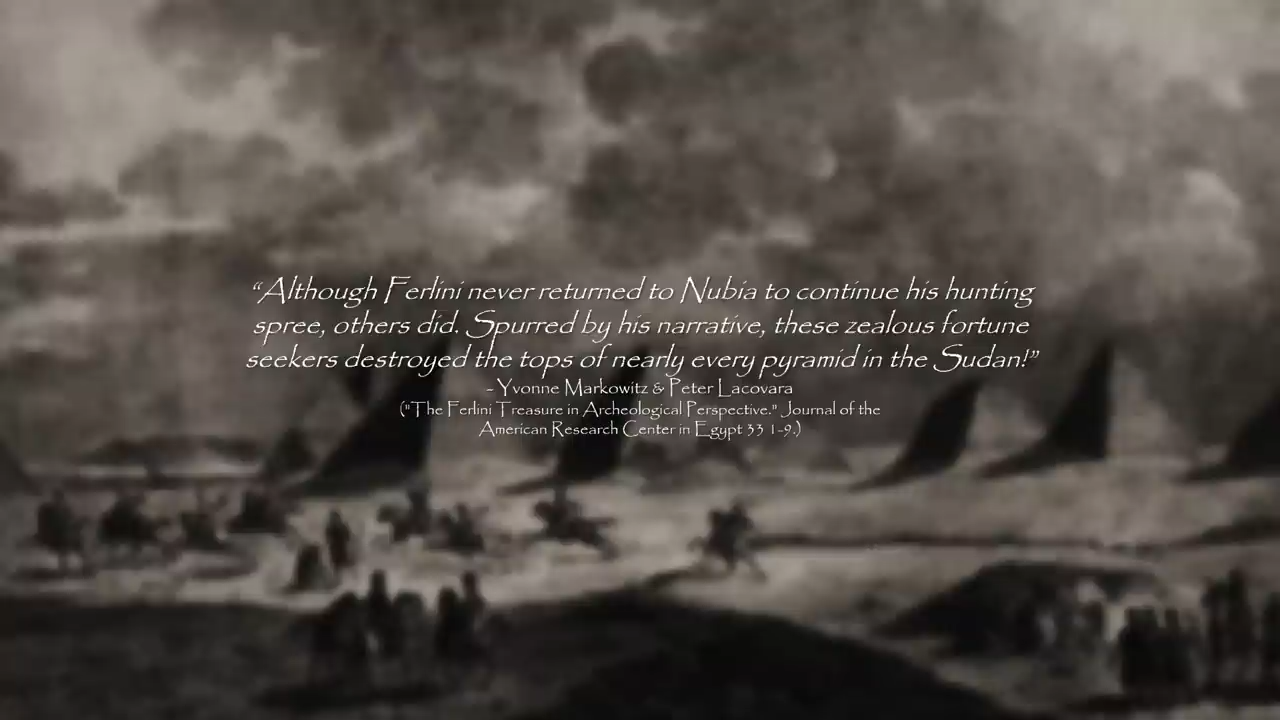 “Although Ferlini never returned to Nubia to continue his hunting
spree, others did. Spurred by his narrative, these zealous fortune
seekers destroyed the tops of nearly every pyramid in the Sudan!”
- Yvonne Markowitz & Peter Lacovara
("The Ferlini Treasure in Archeological Perspective." Journal of the
American Research Center in Egypt 33 1-9.)